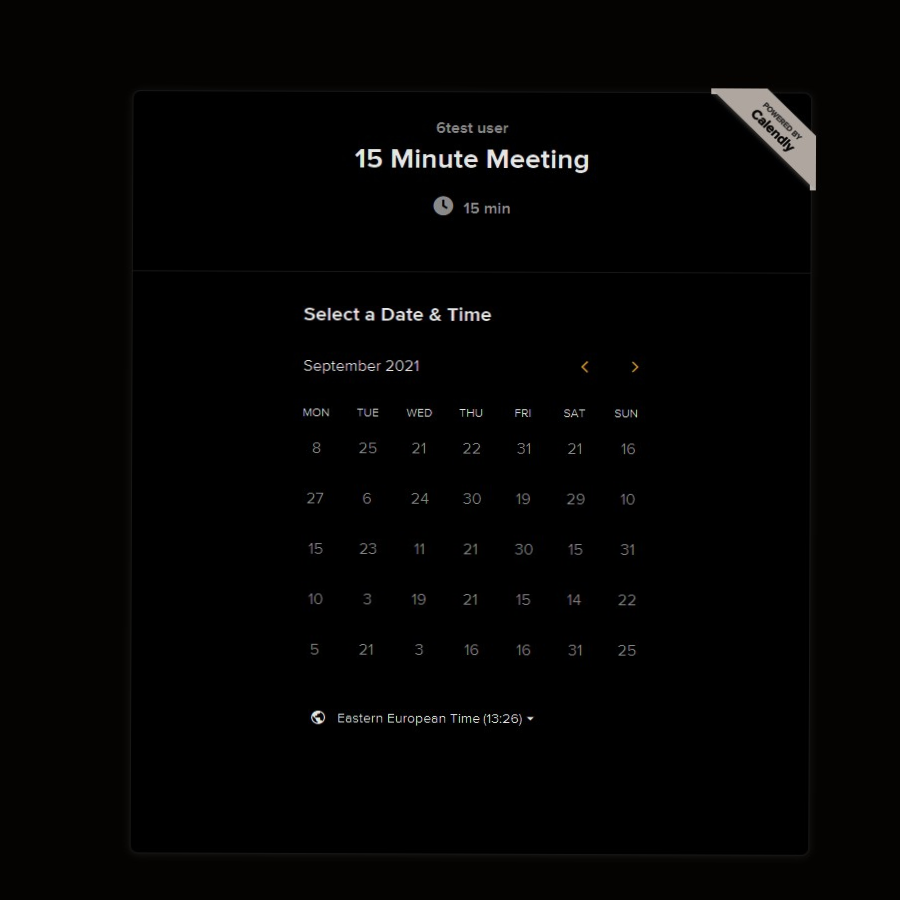 POWERED BY
Calendly
6test user
15 Minute Meeting
15 min
Select a Date & Time
September 2021
MON TUE WED THU FRI SAT SUN
8 25 21 22 31 21 16
27 6 24 30 19 29 10
15 23 11 21 30 15 31
10 3 19 21 15 14 22
5 21 3 16 16 31 25
Eastern European Time (13:26)